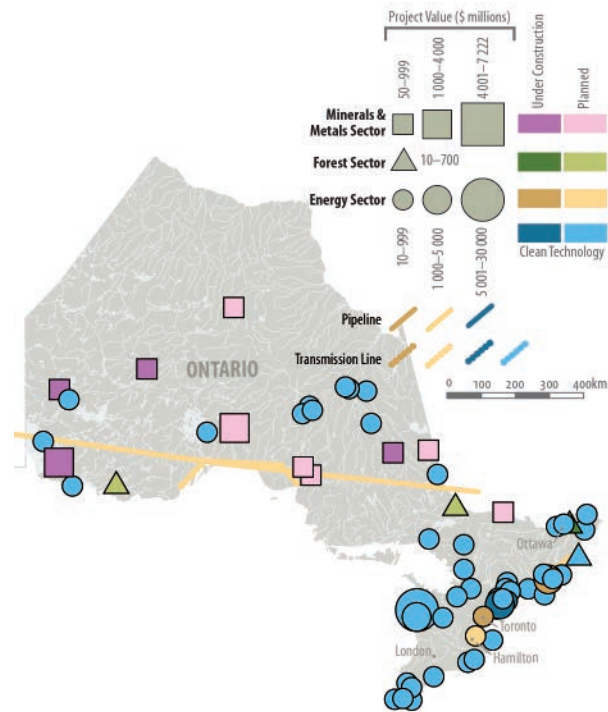 Project Value ($ millions)
50–999
1 000–4 000
4 001–7 222
Under Construction
Planned
Minerals &
Metals Sector
Forest Sector
10–700
Energy Sector
10–999
1 000–5 000
5 001–30 000
Clean Technology
Pipeline
Transmission Line
0 100 200 300 400km
ONTARIO
Ottawa
Toronto
Hamilton
London